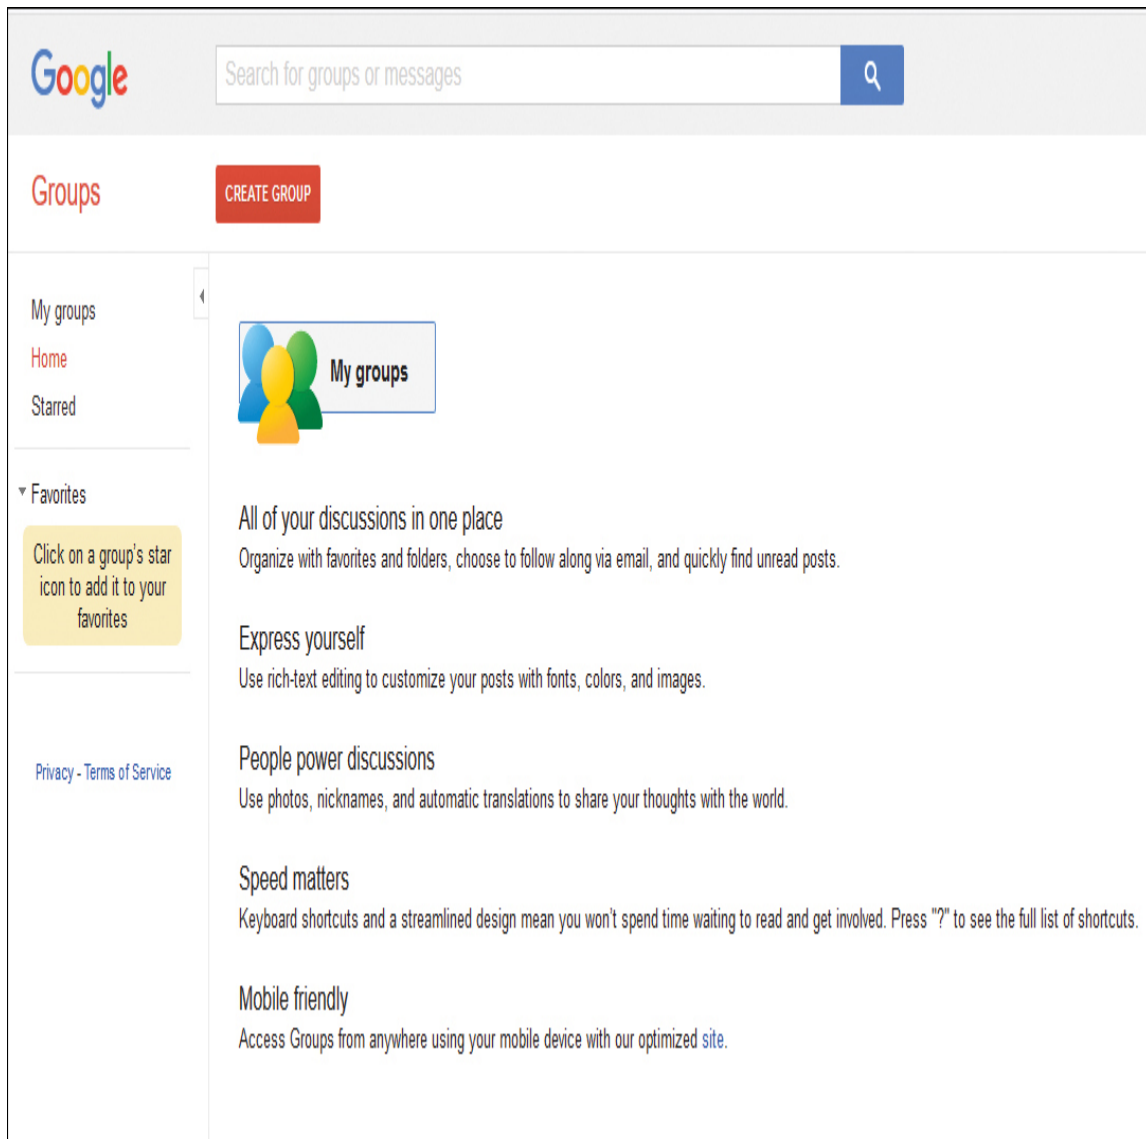 Google
Search for groups or messages
Groups
CREATE GROUP
My groups
Home
Starred
Favorites
Click on a group's star
icon to add it to your
favorites
Privacy - Terms of Service
My groups
All of your discussions in one place
Organize with favorites and folders, choose to follow along via email, and quickly find unread posts.
Express yourself
Use rich-text editing to customize your posts with fonts, colors, and images.
People power discussions
Use photos, nicknames, and automatic translations to share your thoughts with the world.
Speed matters
Keyboard shortcuts and a streamlined design mean you won't spend time waiting to read and get involved. Press "?" to see the full list of shortcuts.
Mobile friendly
Access Groups from anywhere using your mobile device with our optimized site.